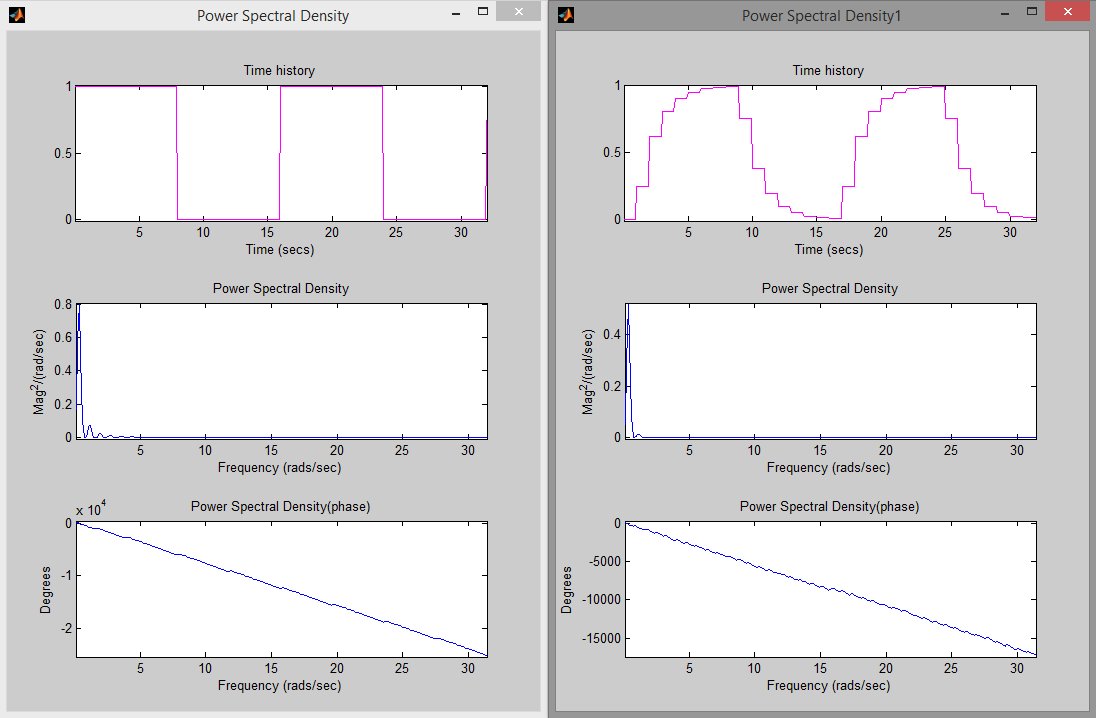 Power Spectral Density
Time history
1
0.5
0
5 10 15 20 25 30
Time (secs)
Power Spectral Density
0.8
0.6
0.4
0.2
0
Mag2/(rad/sec)
5 10 15 20 25 30
Frequency (rads/sec)
Power Spectral Density(phase)
x 10^4
0
-1
-2
Degrees
5 10 15 20 25 30
Frequency (rads/sec)
Power Spectral Density1
Time history
1
0.5
0
5 10 15 20 25 30
Time (secs)
Power Spectral Density
0.4
0.2
0
Mag2/(rad/sec)
5 10 15 20 25 30
Frequency (rads/sec)
Power Spectral Density(phase)
0
-5000
-10000
-15000
Degrees
5 10 15 20 25 30
Frequency (rads/sec)